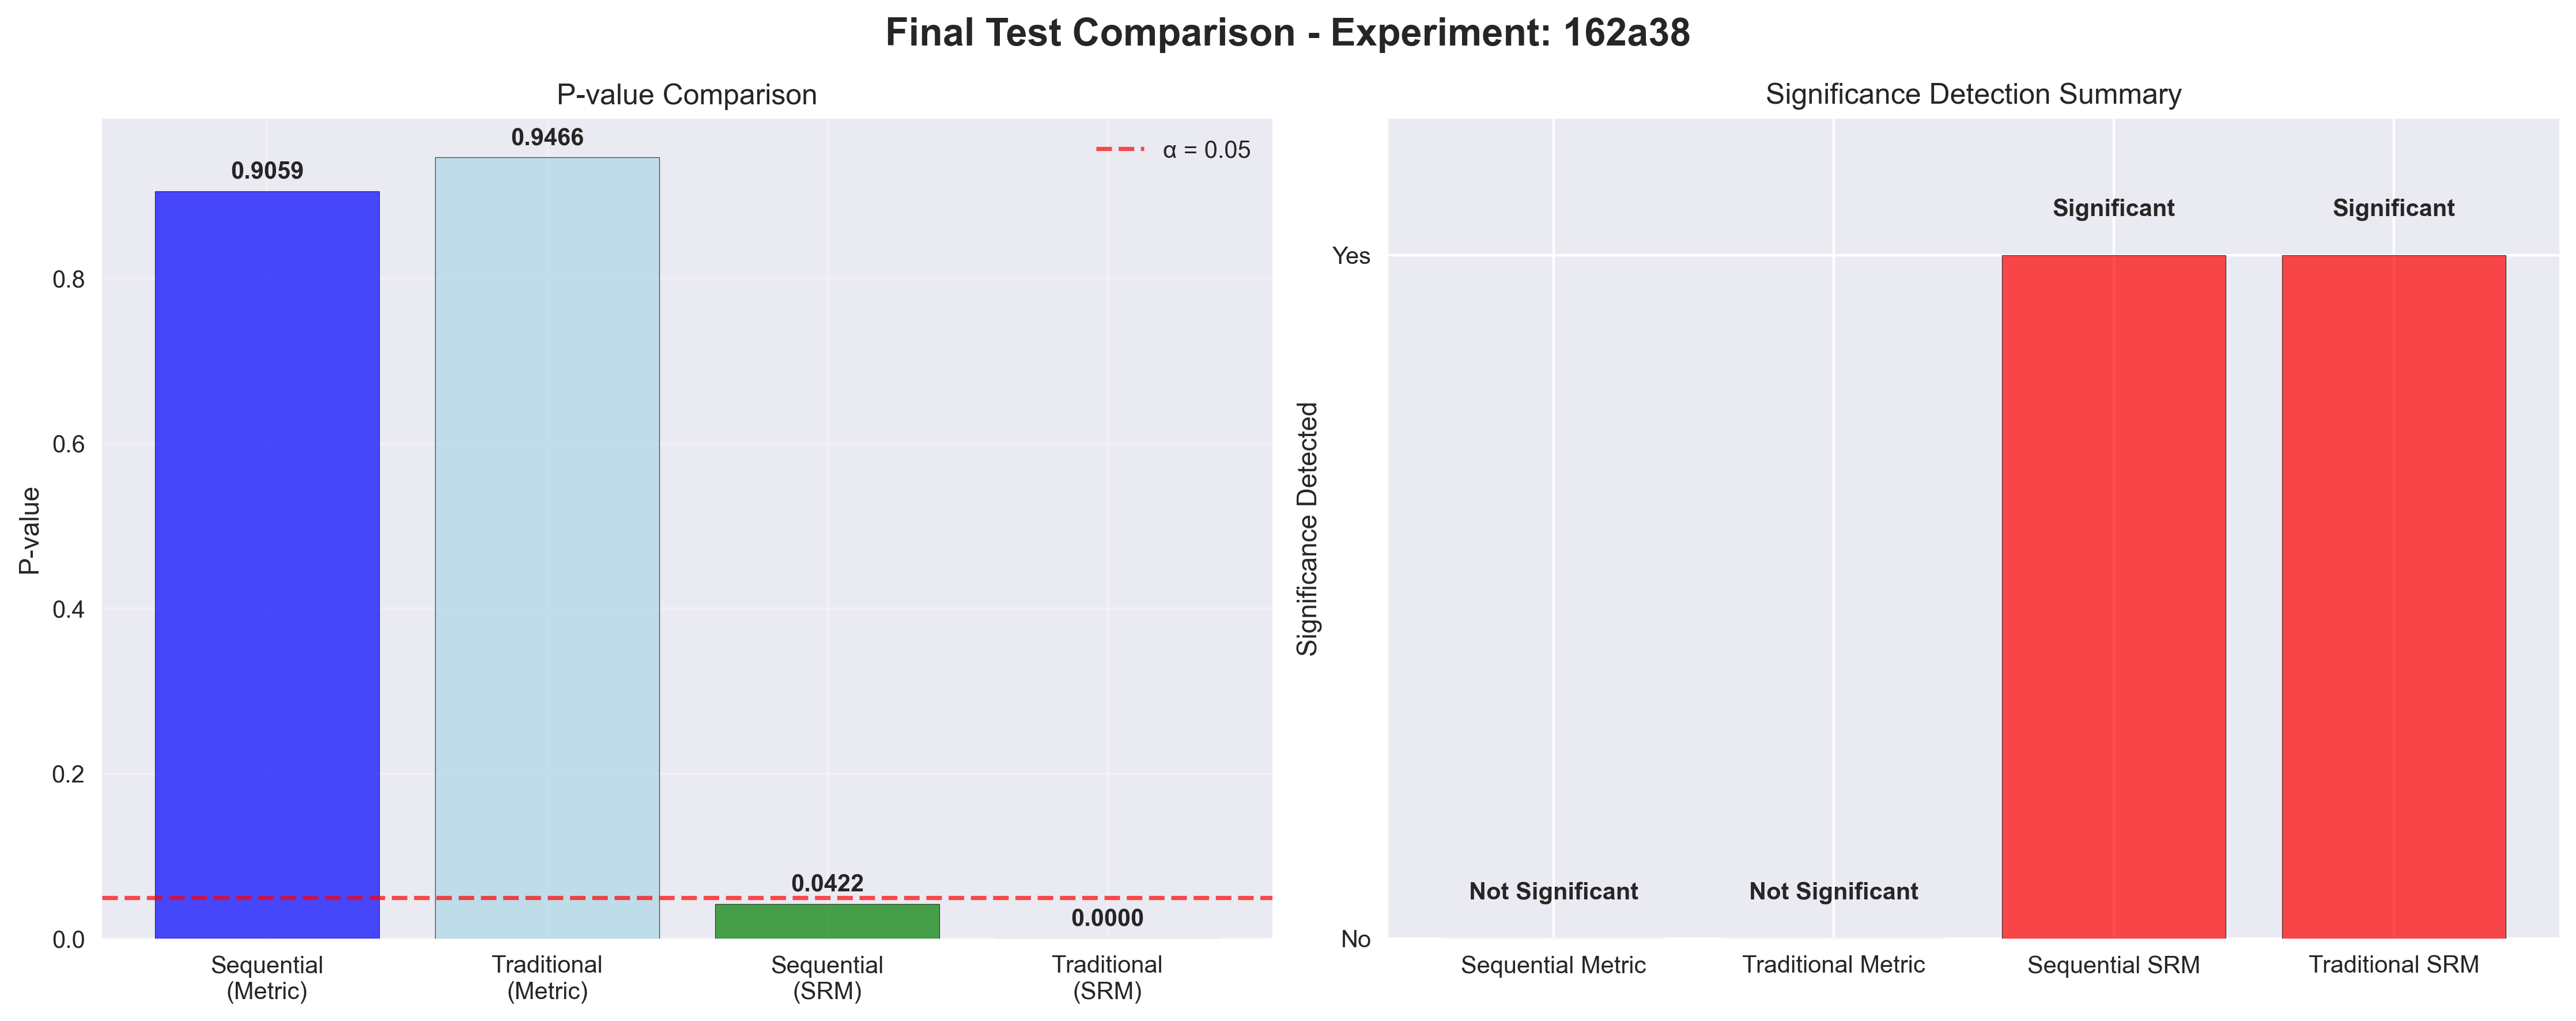 Final Test Comparison - Experiment: 162a38
P-value Comparison
P-value
0.8
0.6
0.4
0.2
0.0
0.9059
0.9466
0.0422
0.0000
α = 0.05
Sequential
(Metric)
Traditional
(Metric)
Sequential
(SRM)
Traditional
(SRM)
Significance Detection Summary
Significance Detected
Yes
No
Not Significant
Not Significant
Significant
Significant
Sequential Metric
Traditional Metric
Sequential SRM
Traditional SRM